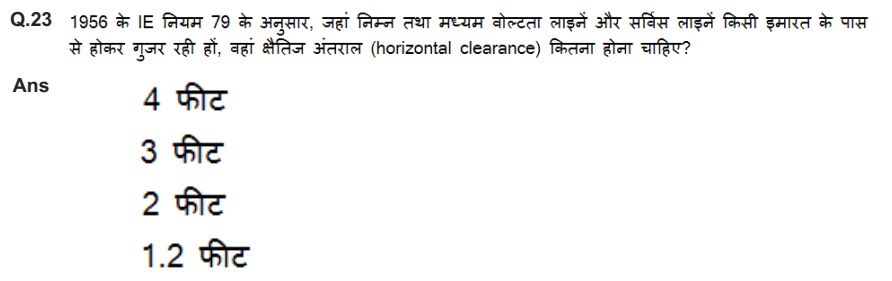 Q.23 1956 के IE नियम 79 के अनुसार, जहां निम्न तथा मध्यम वोल्टता लाइनें और सर्विस लाइनें किसी इमारत के पास
से होकर गुजर रही हों, वहां क्षैतिज अंतराल (horizontal clearance) कितना होना चाहिए?
Ans
4 फीट
3 फीट
2 फीट
1.2 फीट